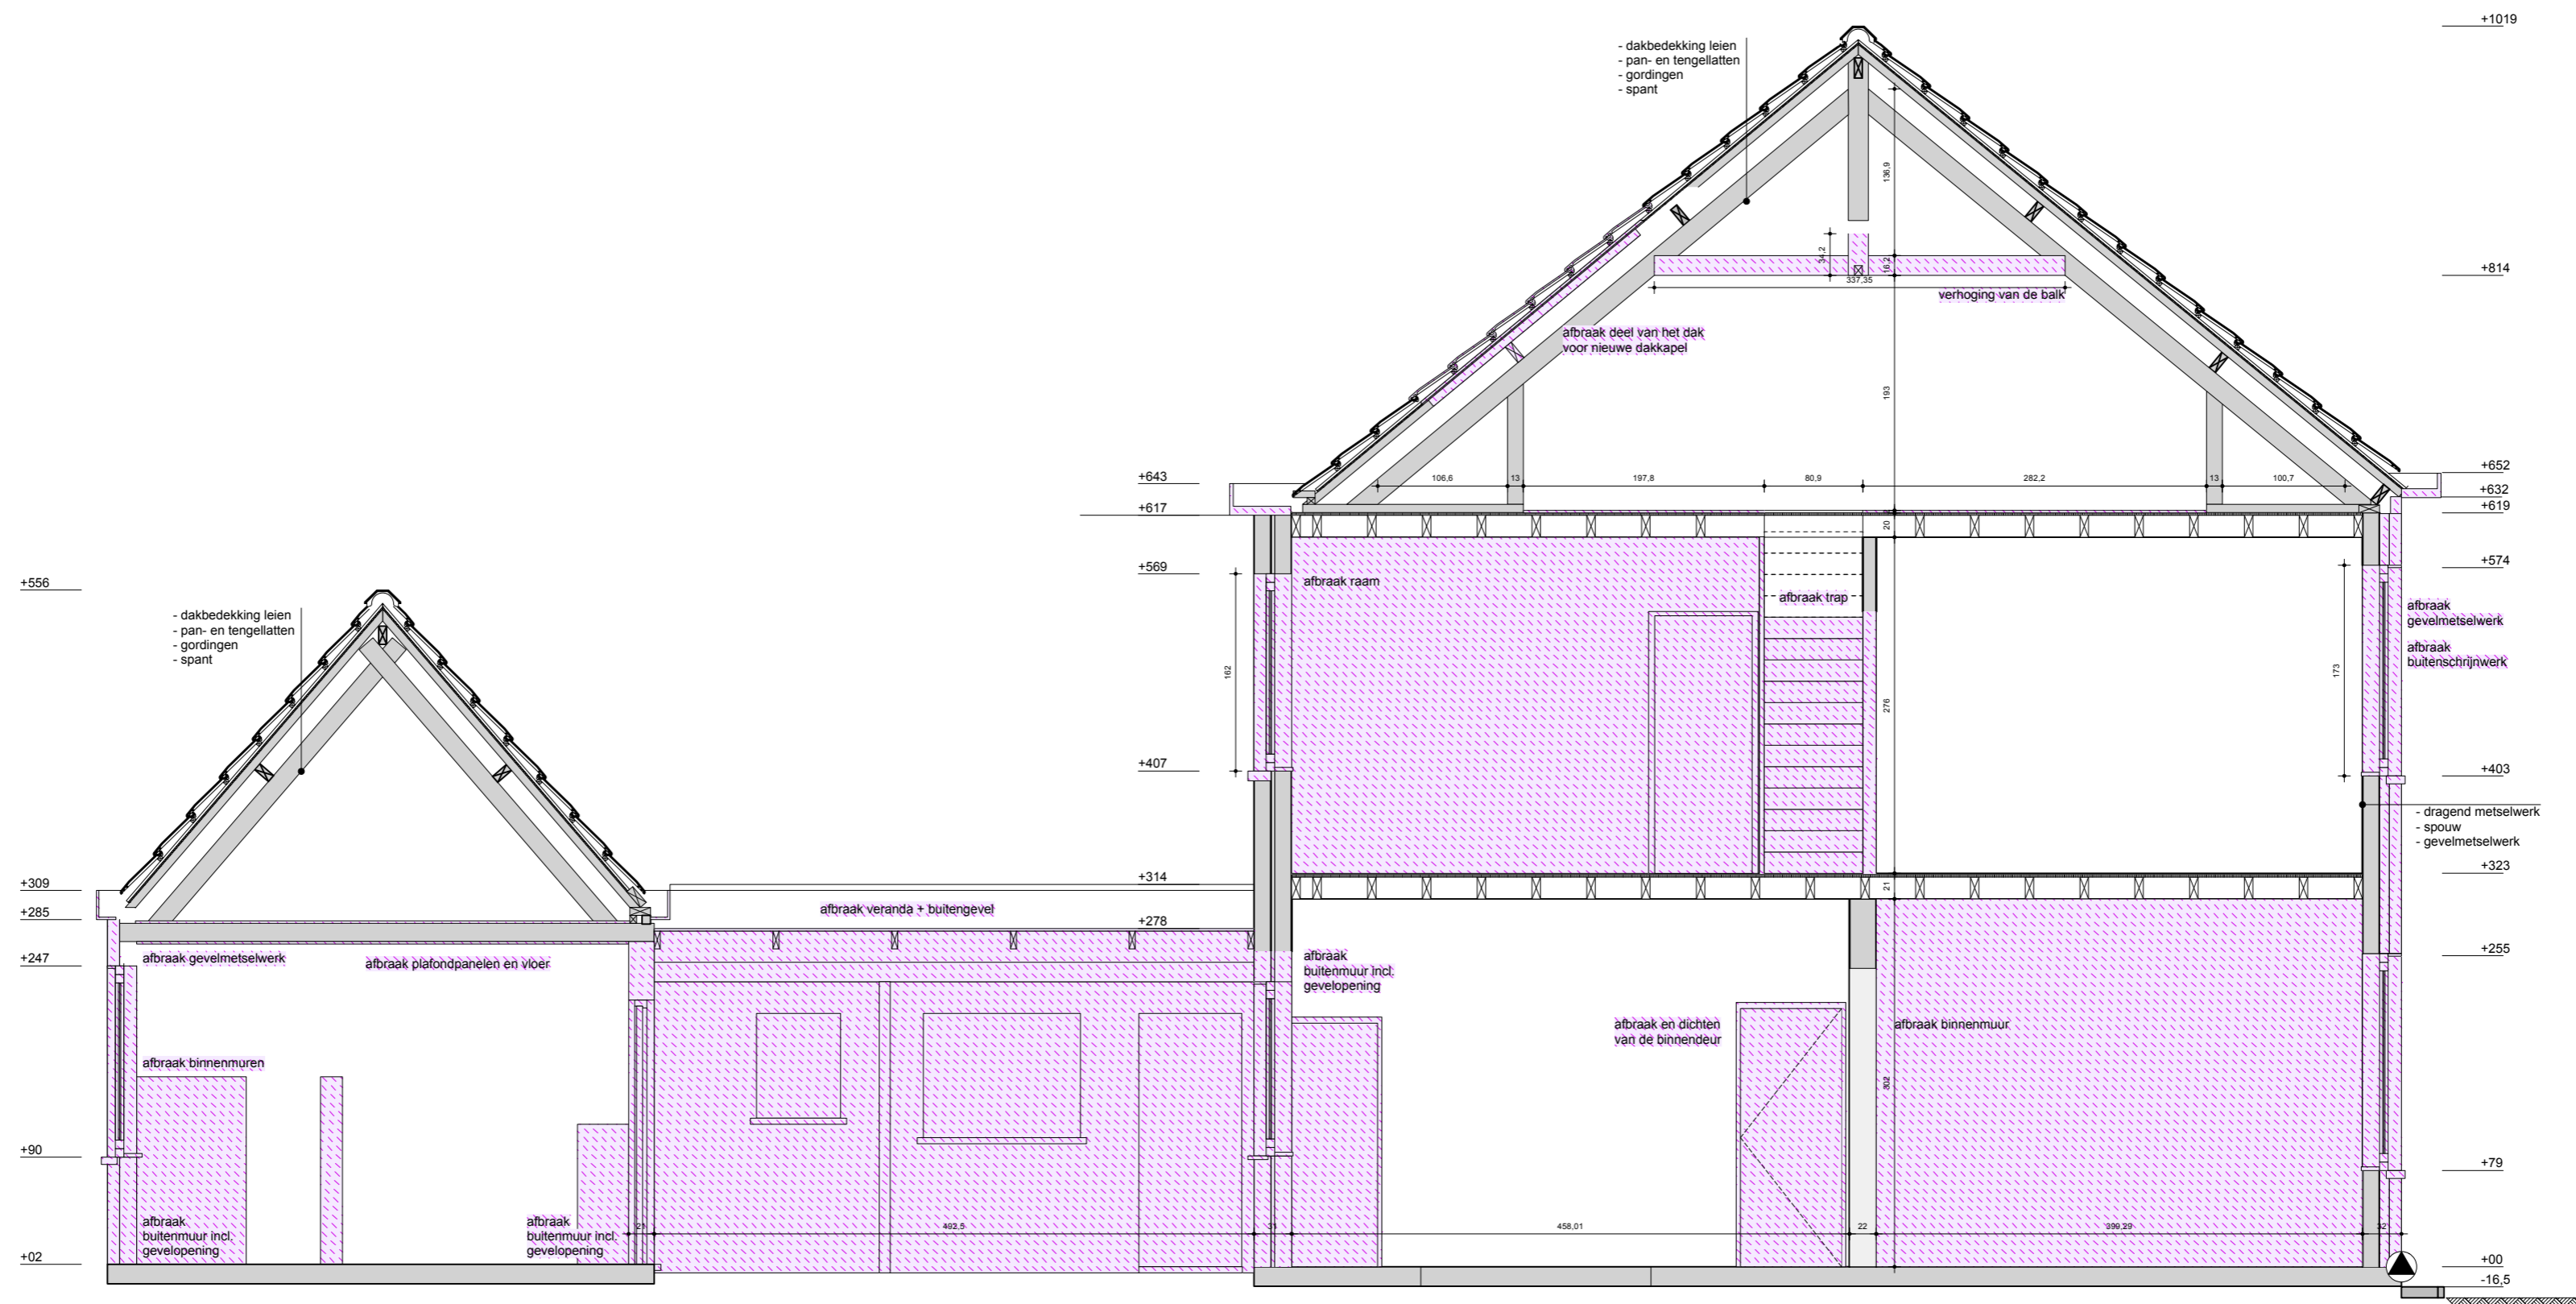 +1019
- dakbedekking leien
- pan- en tengellatten
- gordingen
- spant
136,9
34,2
16,2
337,35
+814
verhoging van de balk
afbraak deel van het dak
voor nieuwe dakkapel
193
+643
106,6
13
197,8
80,9
282,2
13
100,7
+652
+632
+617
+619
20
+569
afbraak raam
+574
+556
afbraak trap
afbraak
gevelmetselwerk
- dakbedekking leien
- pan- en tengellatten
- gordingen
- spant
afbraak
buitenschrijnwerk
162
173
276
+407
+403
- dragend metselwerk
- spouw
- gevelmetselwerk
+309
+314
+323
21
+285
afbraak veranda + buitengevel
+278
afbraak gevelmetselwerk
afbraak plafondpanelen en vloer
+247
afbraak
buitenmuur incl.
gevelopening
+255
afbraak en dichten
van de binnendeur
afbraak binnenmuur
afbraak binnenmuren
302
+90
+79
afbraak
buitenmuur incl.
gevelopening
afbraak
buitenmuur incl.
gevelopening
21
492,5
31
458,01
22
399,29
32
+02
+00
-16,5